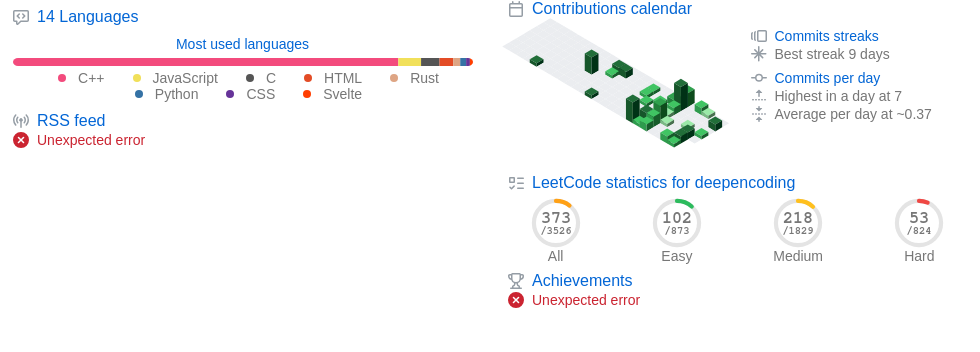 14 Languages
Most used languages
C++ JavaScript C HTML Rust
Python CSS Svelte
RSS feed
Unexpected error
Contributions calendar
Commits streaks
Best streak 9 days
Commits per day
Highest in a day at 7
Average per day at ~0.37
LeetCode statistics for deepencoding
373 102 218 53
/3526 /873 /1829 /824
All Easy Medium Hard
Achievements
Unexpected error